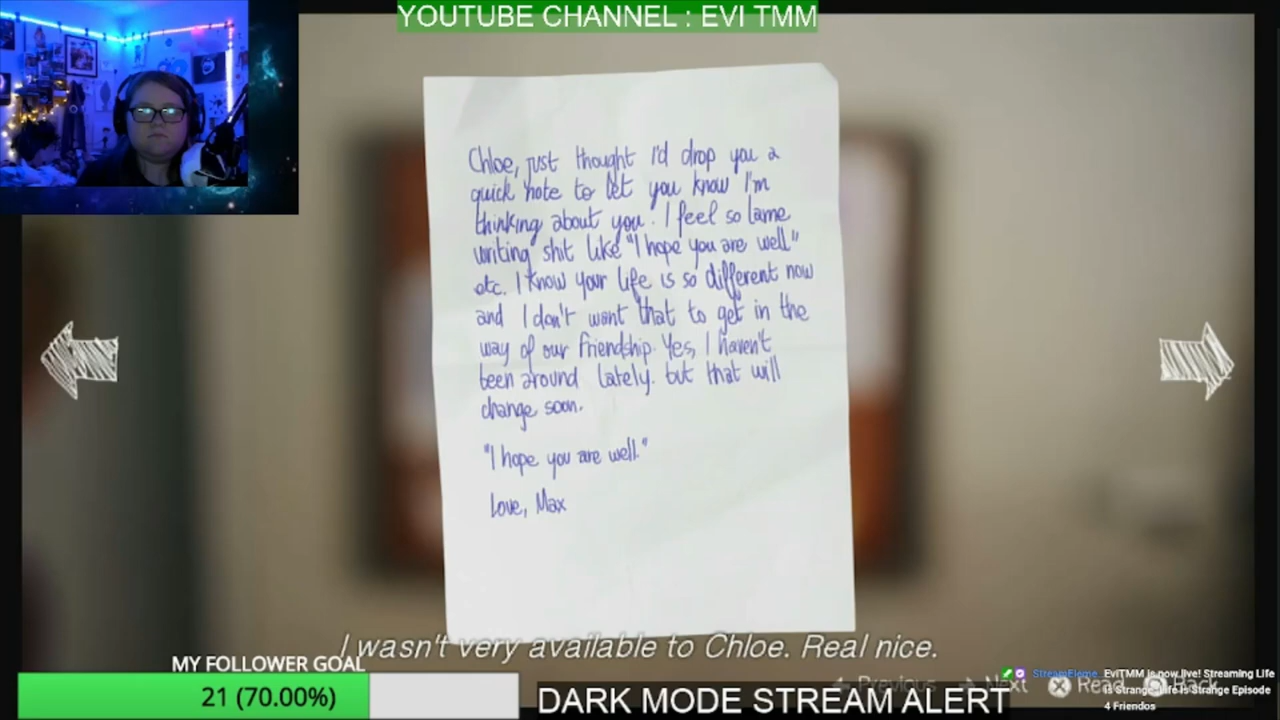 YOUTUBE CHANNEL : EVI TMM
Chloe, just thought I'd drop you a
quick note to let you know I'm
thinking about you. I feel so lame
writing shit like "I hope you are well"
etc. I know your life is so different now
and I don't want that to get in the
way of our friendship. Yes, I haven't
been around lately. but that will
change soon.
"I hope you are well."
Love, Max
I wasn't very available to Chloe. Real nice.
MY FOLLOWER GOAL
21 (70.00%)
DARK MODE STREAM ALERT
Previous
Next
Read
Back
StreamEleme
EviTMM is now live! Streaming Life
is Strange: Life Is Strange Episode
4 Friendos